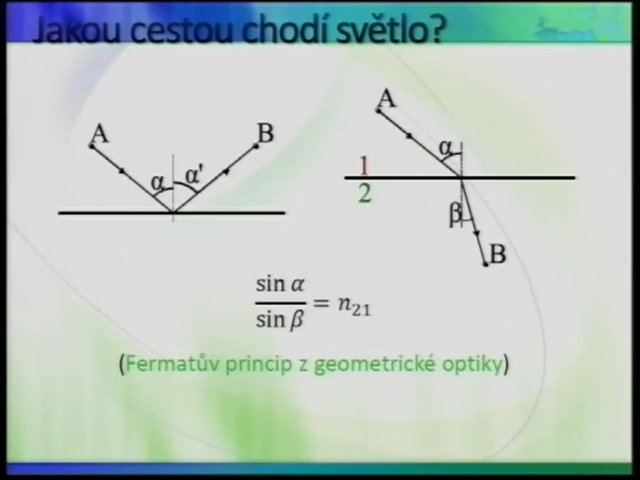 Jakou cestou chodí světlo?
A
B
α
α'
A
α
1
2
β
B
sin α
sin β
= n21
(Fermatův princip z geometrické optiky)